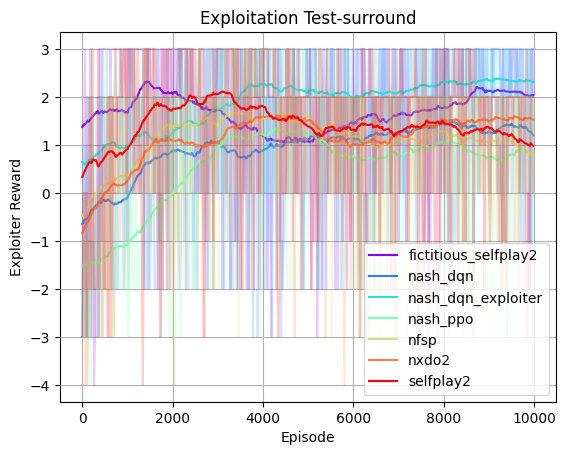 Exploitation Test-surround
Exploiter Reward
3
2
1
0
−1
−2
−3
−4
0 2000 4000 6000 8000 10000
Episode
fictitious_selfplay2
nash_dqn
nash_dqn_exploiter
nash_ppo
nfsp
nxdo2
selfplay2